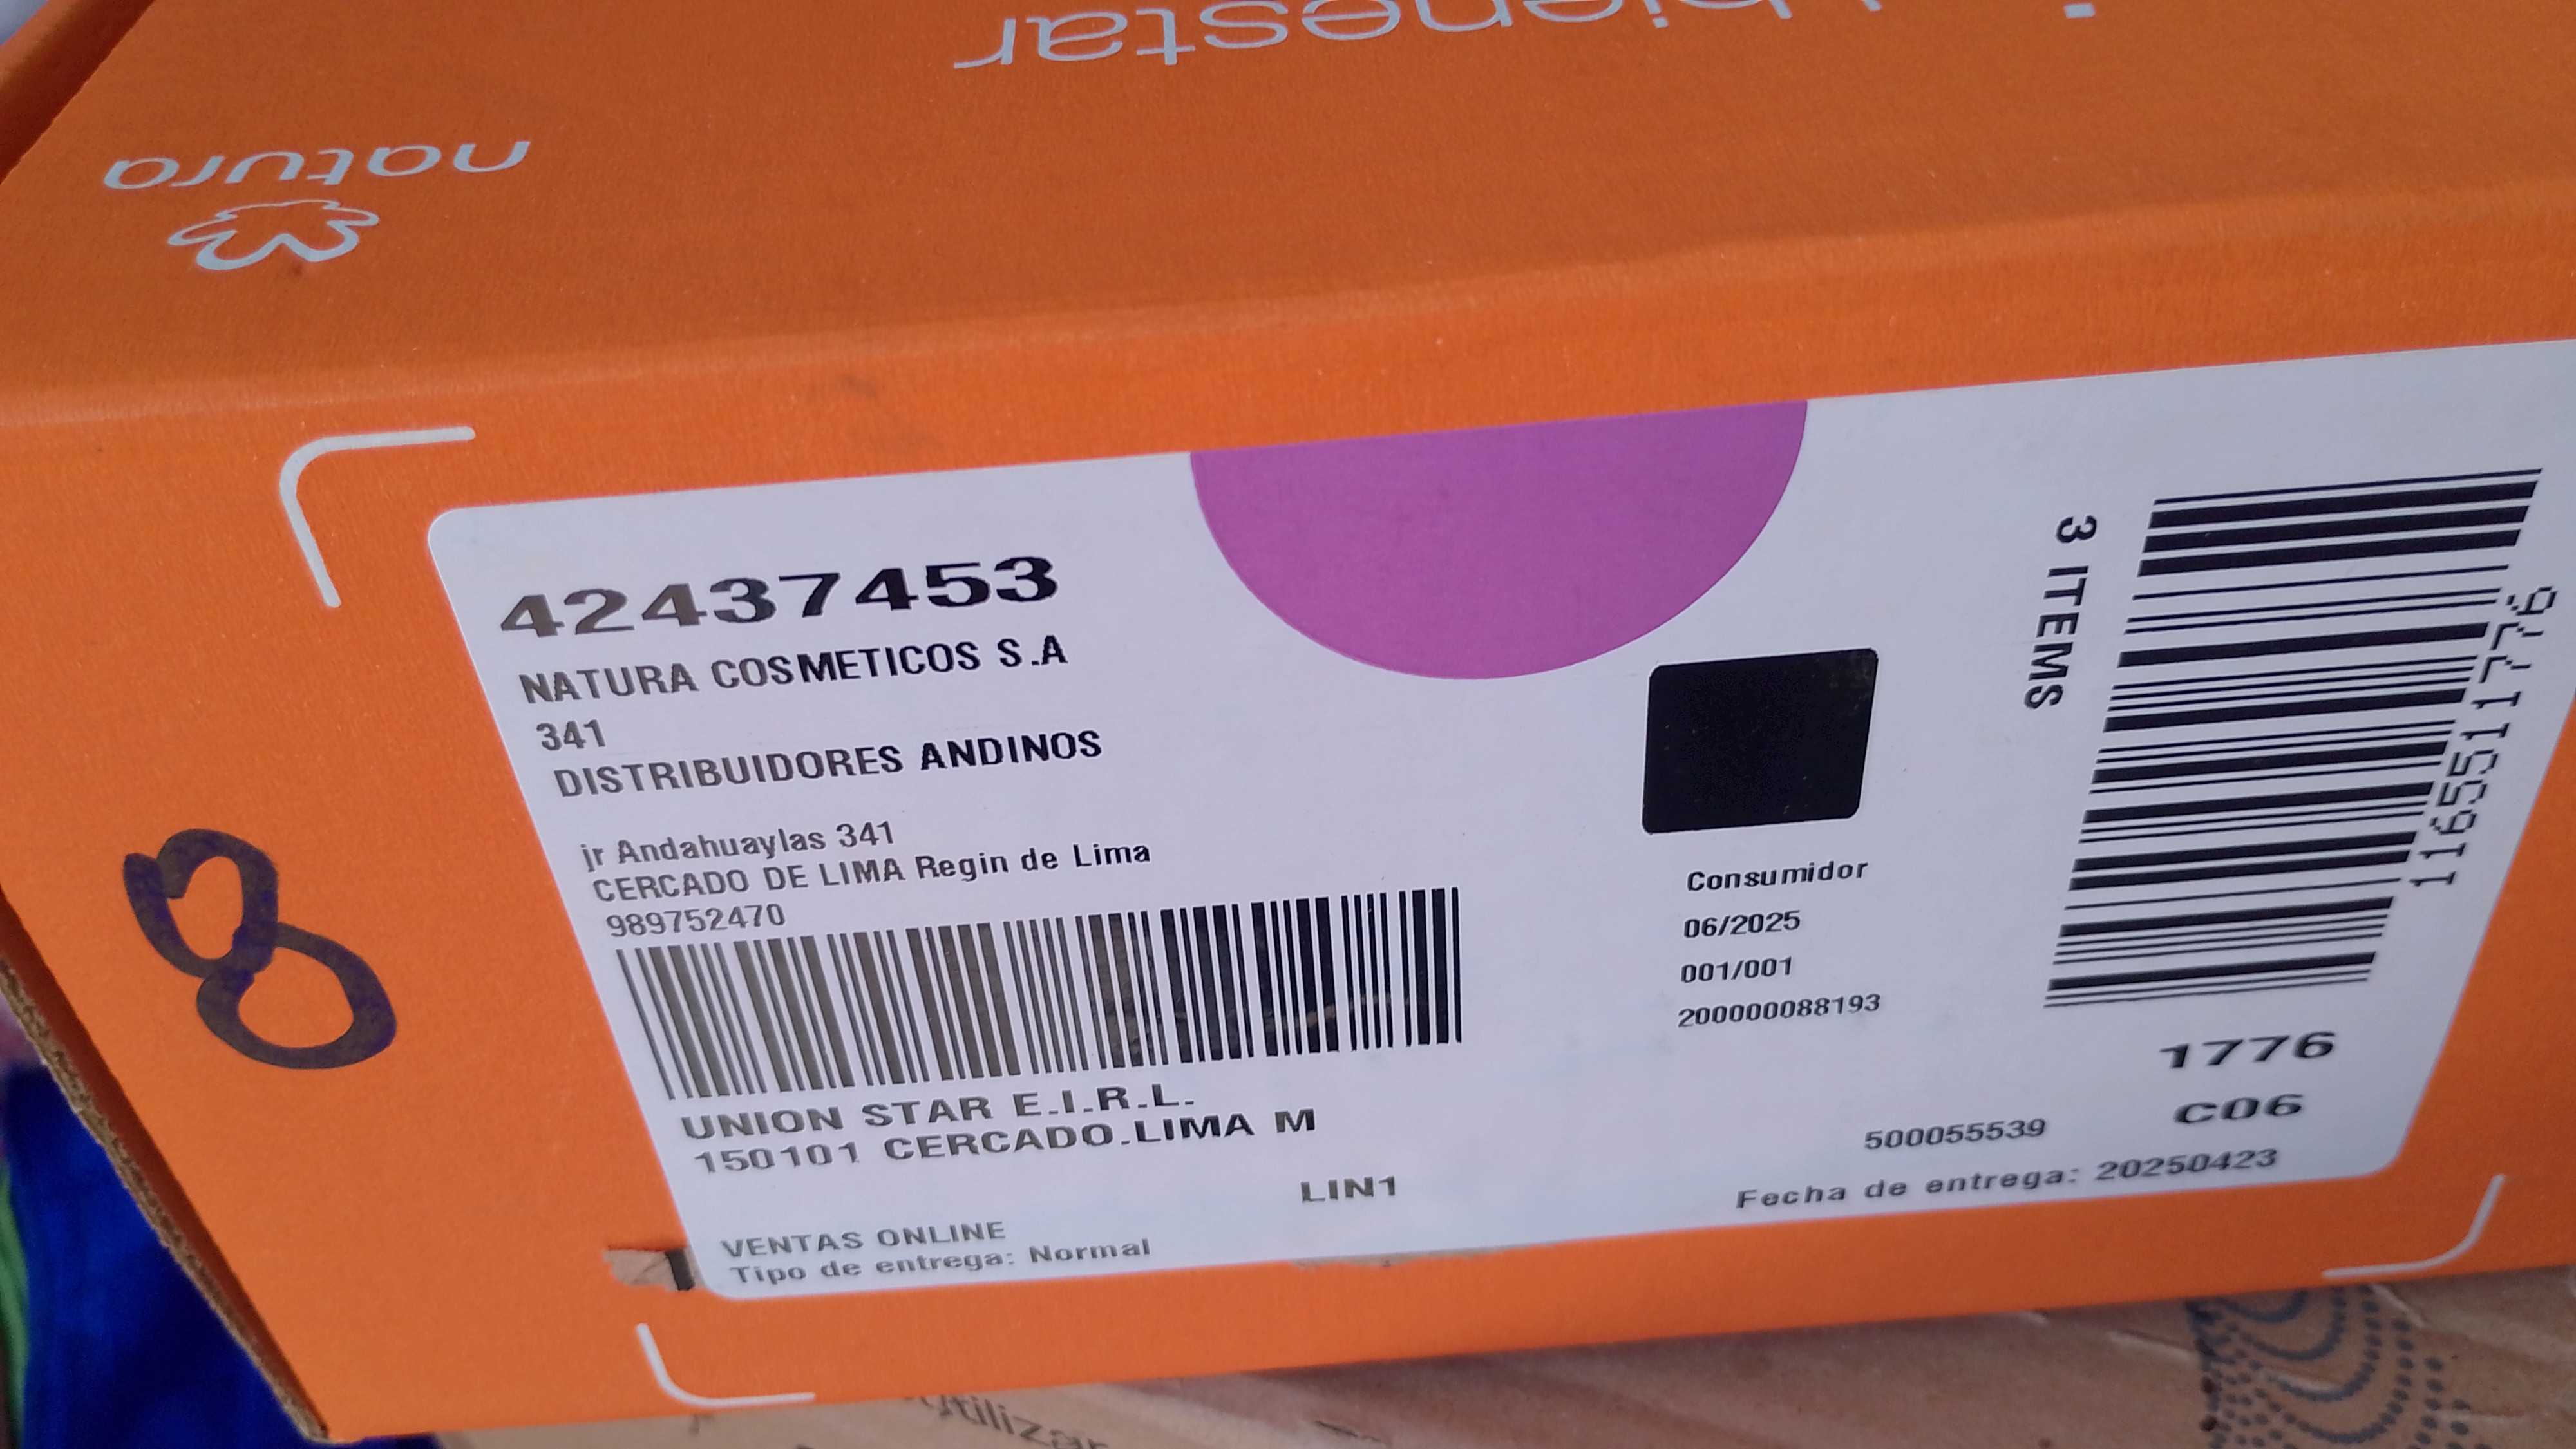 bienestar
natura
42437453
NATURA COSMETICOS S.A
341
DISTRIBUIDORES ANDINOS
jr Andahuaylas 341
CERCADO DE LIMA Regin de Lima
989752470
UNION STAR E.I.R.L.
150101 CERCADO.LIMA M
LIN1
VENTAS ONLINE
Tipo de entrega: Normal
3 ITEMS
1165511776
Consumidor
06/2025
001/001
200000088193
1776
C06
500055539
Fecha de entrega: 20250423
8
utilizar